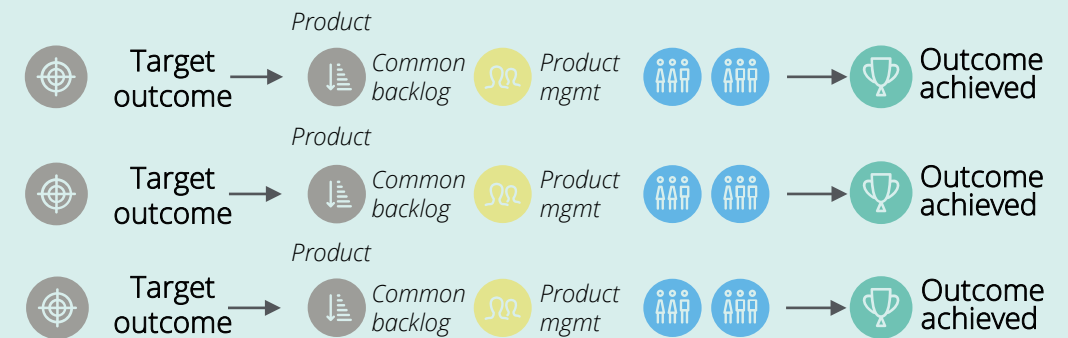 Product
Target
outcome
Common
backlog
Product
mgmt
Outcome
achieved
Product
Target
outcome
Common
backlog
Product
mgmt
Outcome
achieved
Product
Target
outcome
Common
backlog
Product
mgmt
Outcome
achieved